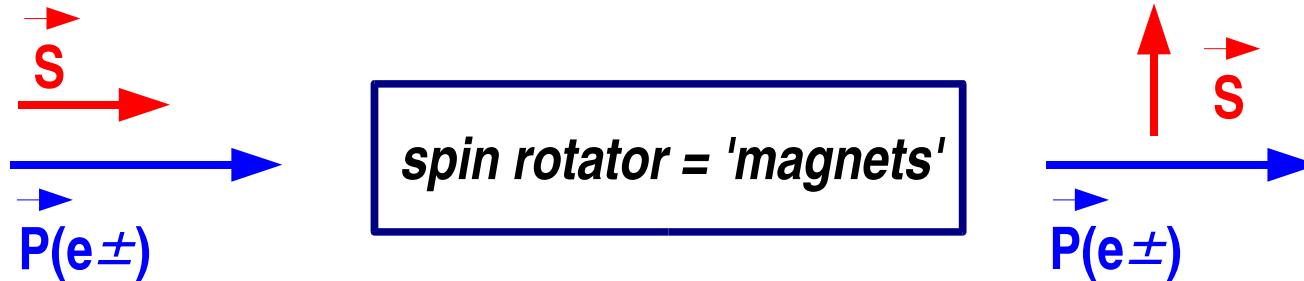 S
P(e±)
spin rotator = 'magnets'
S
P(e±)